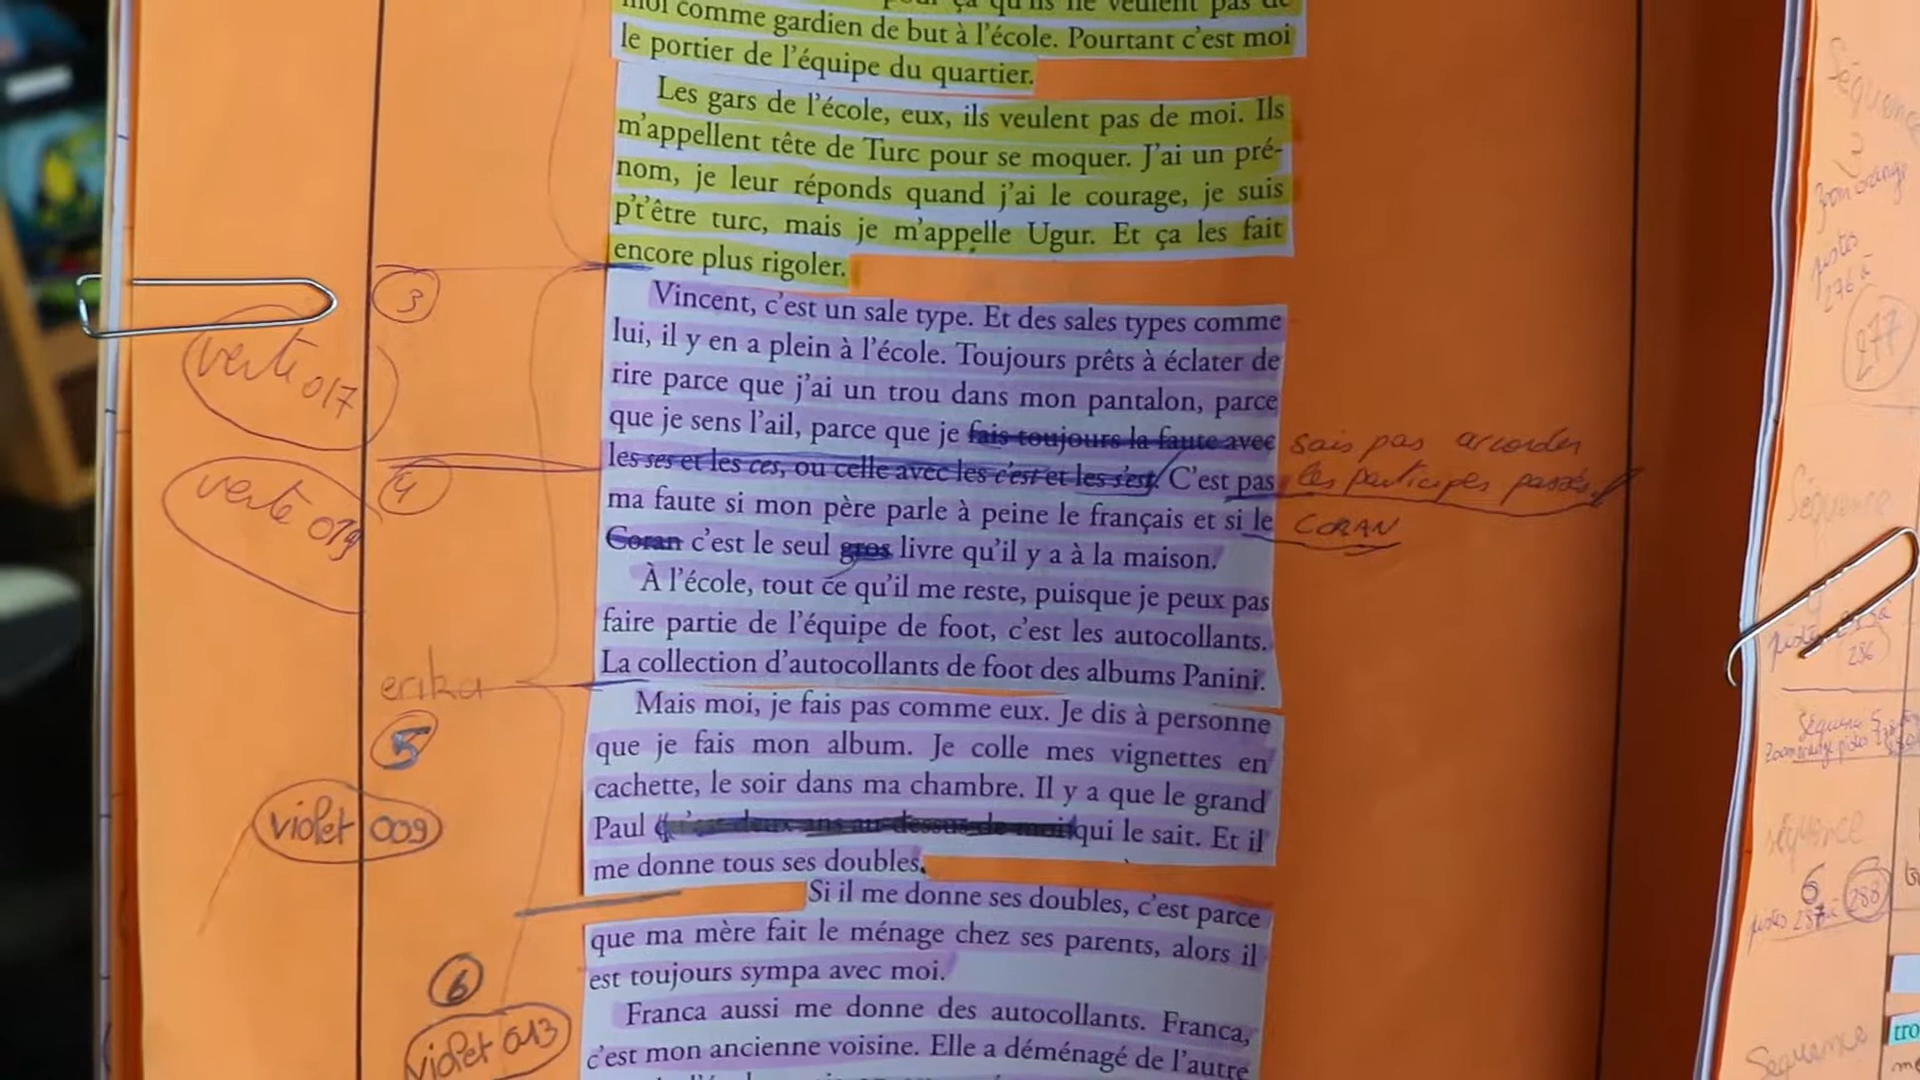 moi comme gardien de but à l'école. Pourtant c'est moi
le portier de l'équipe du quartier.
Les gars de l'école, eux, ils veulent pas de moi. Ils
m'appellent tête de Turc pour se moquer. J'ai un pré-
nom, je leur réponds quand j'ai le courage, je suis
p't'être turc, mais je m'appelle Ugur. Et ça les fait
encore plus rigoler.
3
verte 017
Vincent, c'est un sale type. Et des sales types comme
lui, il y en a plein à l'école. Toujours prêts à éclater de
rire parce que j'ai un trou dans mon pantalon, parce
que je sens l'ail, parce que je fais toujours la faute avec
sais pas accorder
les ses et les ces, ou celle avec les c'est et les s'est. C'est pas
les participes passés.
4
verte 019
ma faute si mon père parle à peine le français et si le
CORAN
Coran c'est le seul gros livre qu'il y a à la maison.
À l'école, tout ce qu'il me reste, puisque je peux pas
faire partie de l'équipe de foot, c'est les autocollants.
La collection d'autocollants de foot des albums Panini.
erika
5
violet 009
Mais moi, je fais pas comme eux. Je dis à personne
que je fais mon album. Je colle mes vignettes en
cachette, le soir dans ma chambre. Il y a que le grand
Paul qui le sait. Et il
me donne tous ses doubles.
Si il me donne ses doubles, c'est parce
que ma mère fait le ménage chez ses parents, alors il
est toujours sympa avec moi.
6
violet 013
Franca aussi me donne des autocollants. Franca,
c'est mon ancienne voisine. Elle a déménagé de l'autre
Séquence
3
Zoom orange
pistes
276 à
277
Séquence
286
séquence
6
pistes 287 à 288
Séquence